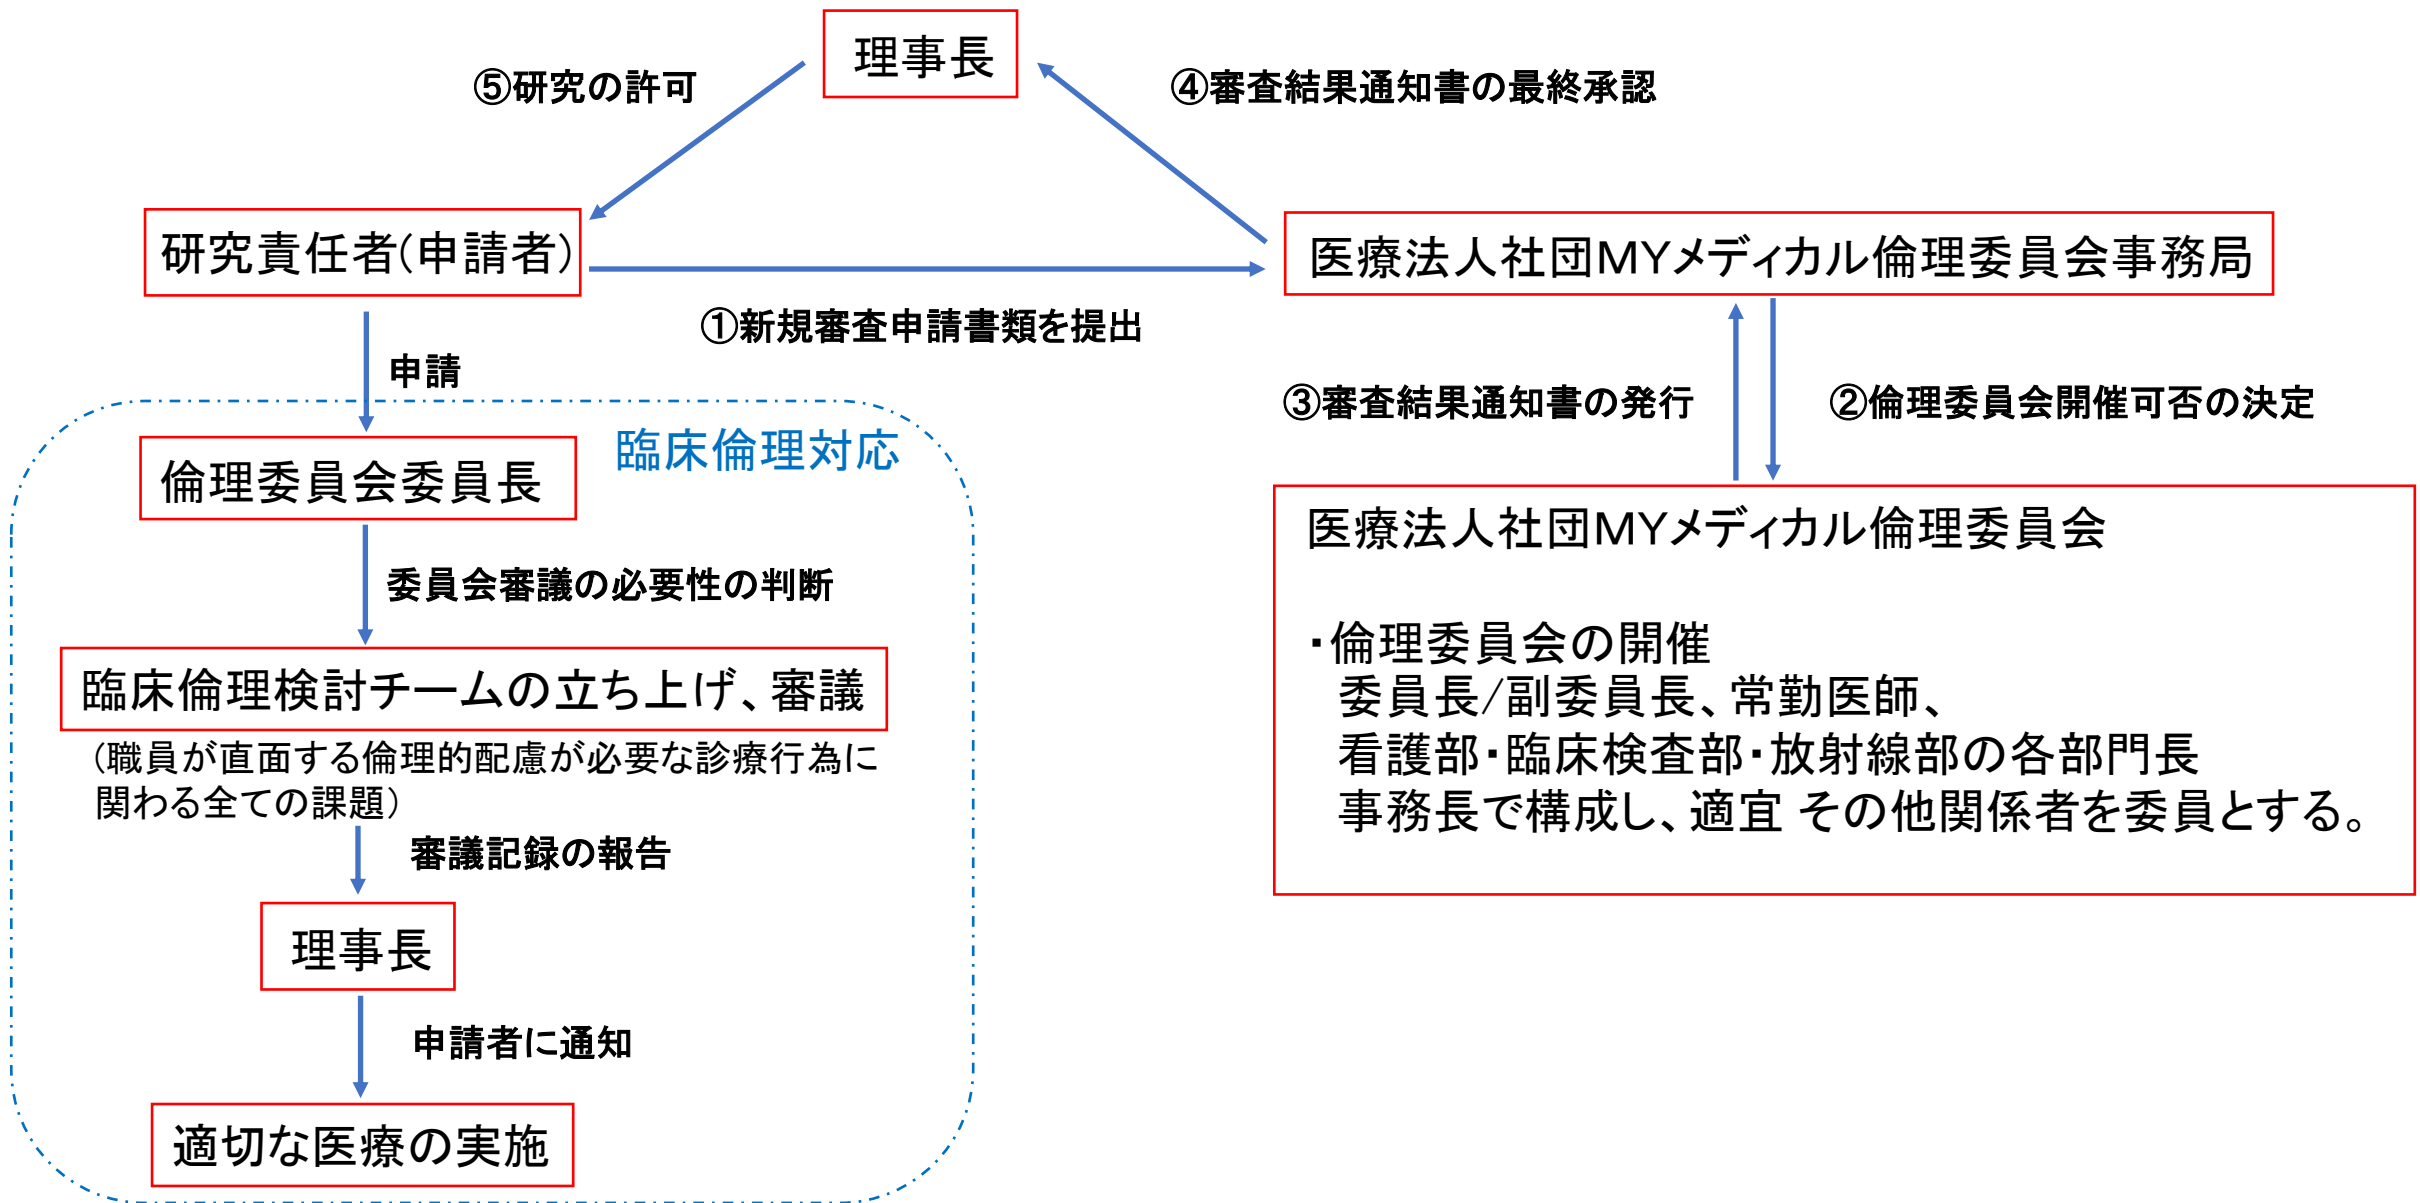 理事長
⑤研究の許可
④審査結果通知書の最終承認
研究責任者(申請者)
医療法人社団MYメディカル倫理委員会事務局
①新規審査申請書類を提出
申請
③審査結果通知書の発行
②倫理委員会開催可否の決定
臨床倫理対応
倫理委員会委員長
医療法人社団MYメディカル倫理委員会
委員会審議の必要性の判断
・倫理委員会の開催
委員長/副委員長、常勤医師、
看護部・臨床検査部・放射線部の各部門長
事務長で構成し、適宜 その他関係者を委員とする。
臨床倫理検討チームの立ち上げ、審議
(職員が直面する倫理的配慮が必要な診療行為に
関わる全ての課題)
審議記録の報告
理事長
申請者に通知
適切な医療の実施